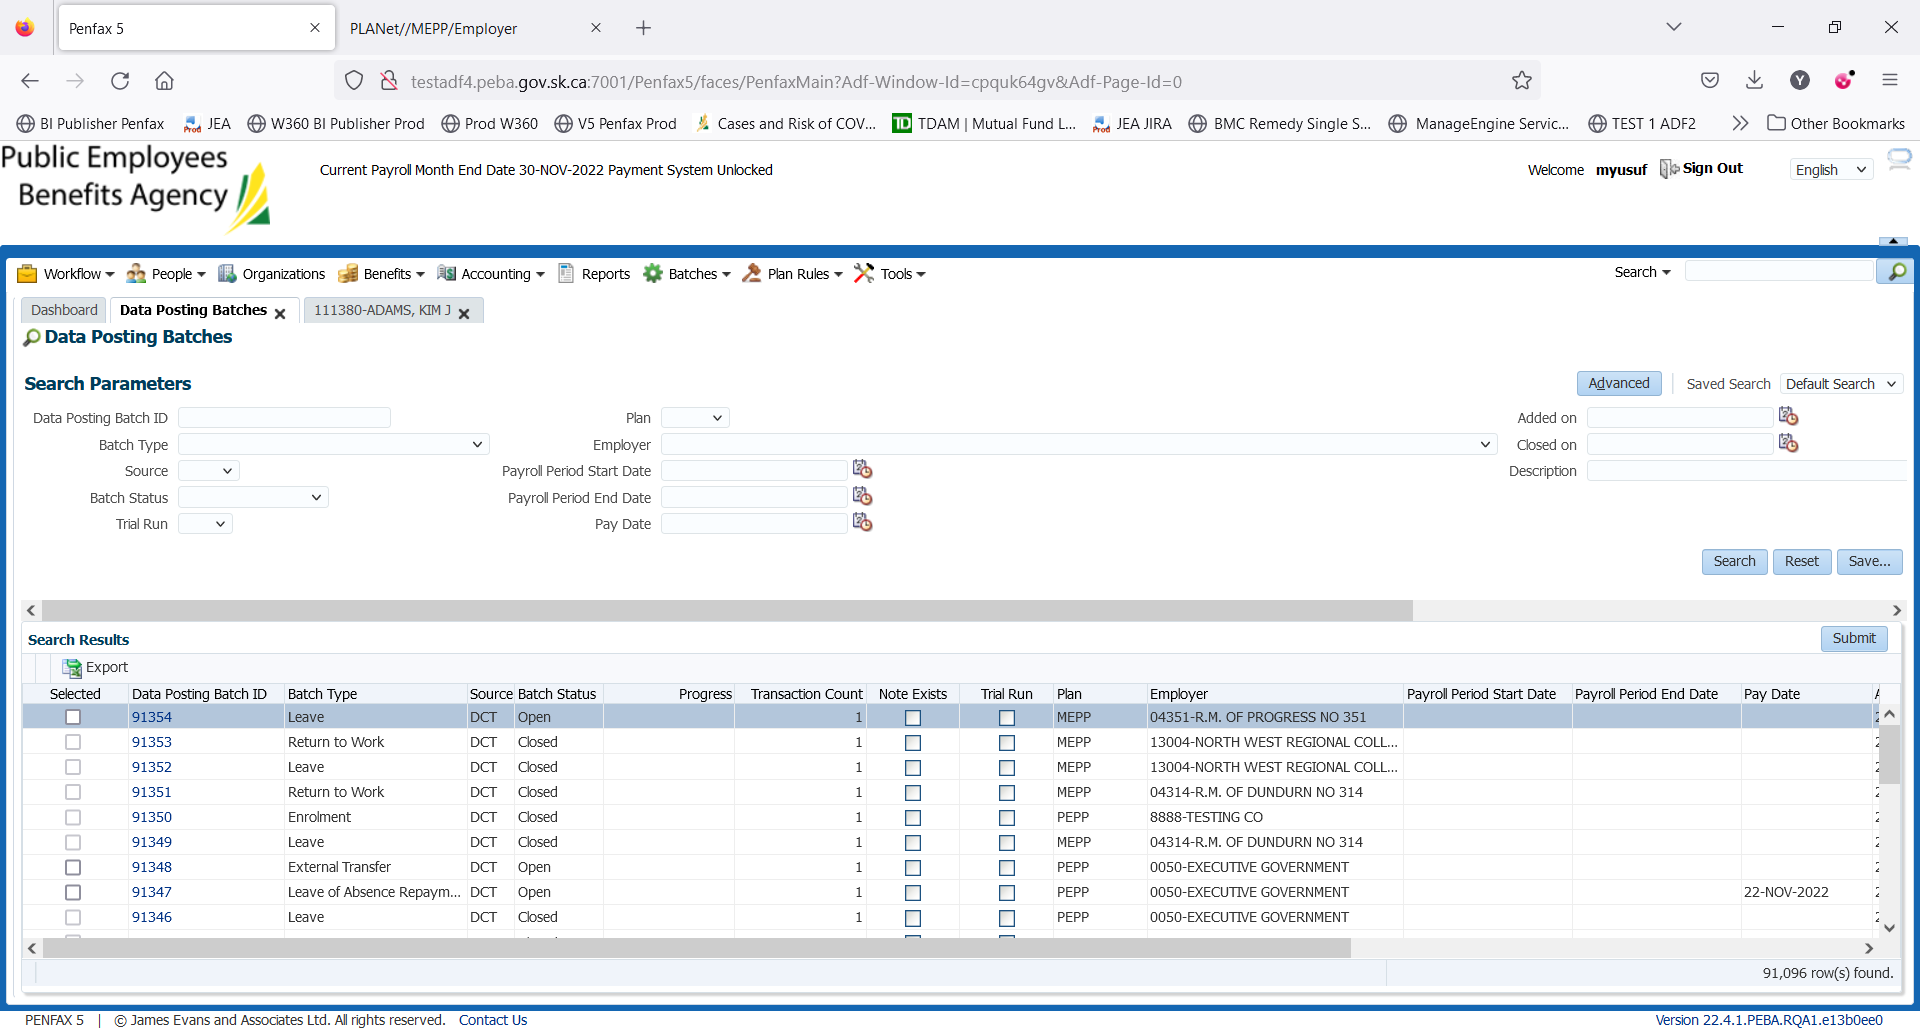 Penfax 5
PLANet//MEPP/Employer
testadf4.peba.gov.sk.ca:7001/Penfax5/faces/PenfaxMain?Adf-Window-Id=cpquk64gv&Adf-Page-Id=0
Y
BI Publisher Penfax JEA W360 BI Publisher Prod Prod W360 V5 Penfax Prod Cases and Risk of COV... TDAM | Mutual Fund L... JEA JIRA BMC Remedy Single S... ManageEngine Servic... TEST 1 ADF2 Other Bookmarks
Public Employees
Benefits Agency
Current Payroll Month End Date 30-NOV-2022 Payment System Unlocked
Welcome myusuf Sign Out English
Workflow People Organizations Benefits Accounting Reports Batches Plan Rules Tools Search
Dashboard Data Posting Batches 111380-ADAMS, KIM J
Data Posting Batches
Search Parameters
Advanced Saved Search Default Search
Data Posting Batch ID Plan Added on
Batch Type Employer Closed on
Source Payroll Period Start Date Description
Batch Status Payroll Period End Date
Trial Run Pay Date
Search Reset Save...
Search Results
Submit
Export
Selected Data Posting Batch ID Batch Type Source Batch Status Progress Transaction Count Note Exists Trial Run Plan Employer Payroll Period Start Date Payroll Period End Date Pay Date
91354 Leave DCT Open 1 MEPP 04351-R.M. OF PROGRESS NO 351
91353 Return to Work DCT Closed 1 MEPP 13004-NORTH WEST REGIONAL COLL...
91352 Leave DCT Closed 1 MEPP 13004-NORTH WEST REGIONAL COLL...
91351 Return to Work DCT Closed 1 MEPP 04314-R.M. OF DUNDURN NO 314
91350 Enrolment DCT Closed 1 PEPP 8888-TESTING CO
91349 Leave DCT Closed 1 MEPP 04314-R.M. OF DUNDURN NO 314
91348 External Transfer DCT Open 1 PEPP 0050-EXECUTIVE GOVERNMENT
91347 Leave of Absence Repaym... DCT Open 1 PEPP 0050-EXECUTIVE GOVERNMENT 22-NOV-2022
91346 Leave DCT Closed 1 PEPP 0050-EXECUTIVE GOVERNMENT
91,096 row(s) found.
PENFAX 5 | © James Evans and Associates Ltd. All rights reserved. Contact Us
Version 22.4.1.PEBA.RQA1.e13b0ee0